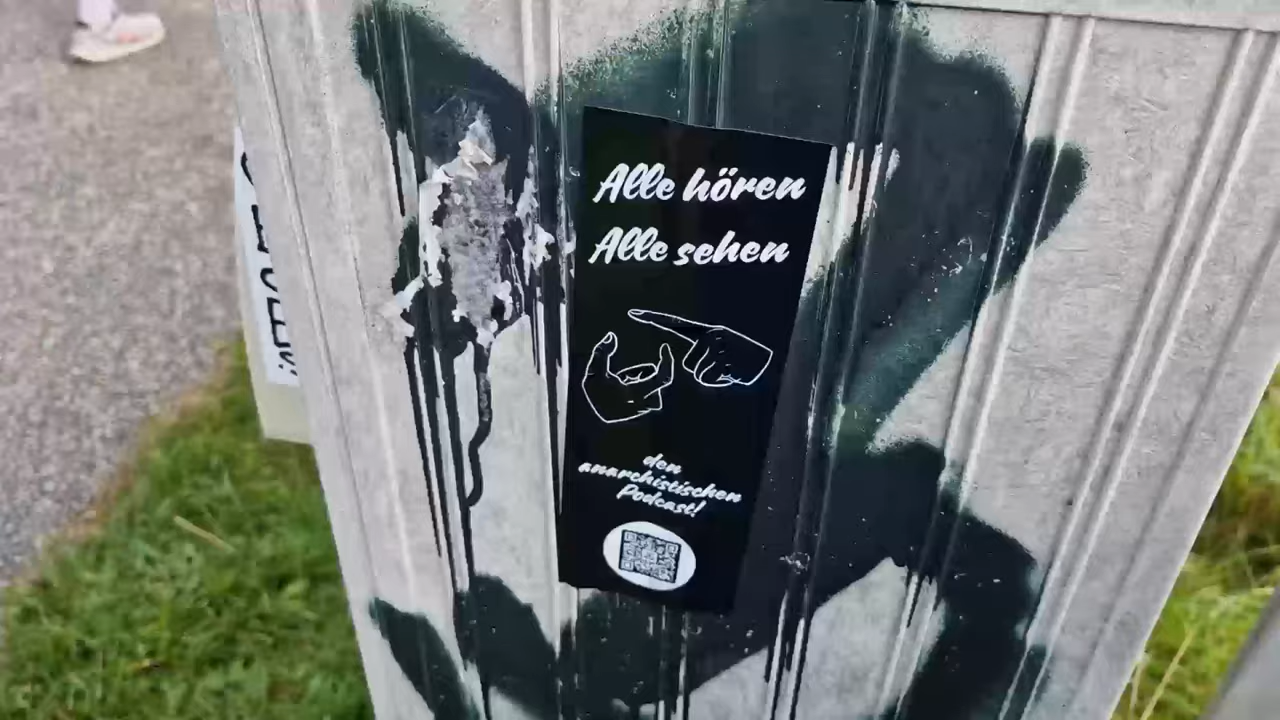 Alle hören
Alle sehen
den
anarchistischen
Podcast!